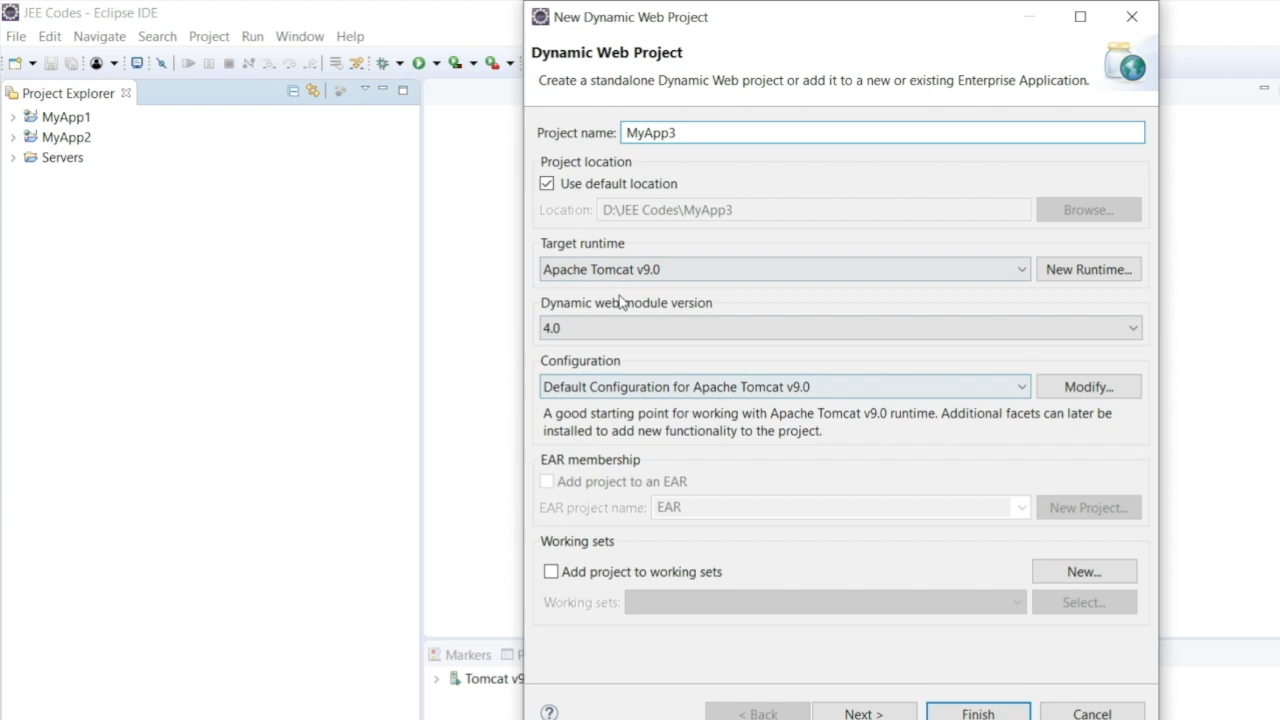 JEE Codes - Eclipse IDE
File Edit Navigate Search Project Run Window Help
Project Explorer
MyApp1
MyApp2
Servers
Markers
Tomcat v9
New Dynamic Web Project
Dynamic Web Project
Create a standalone Dynamic Web project or add it to a new or existing Enterprise Application.
Project name: MyApp3
Project location
Use default location
Location: D:\JEE Codes\MyApp3 Browse...
Target runtime
Apache Tomcat v9.0 New Runtime...
Dynamic web module version
4.0
Configuration
Default Configuration for Apache Tomcat v9.0 Modify...
A good starting point for working with Apache Tomcat v9.0 runtime. Additional facets can later be
installed to add new functionality to the project.
EAR membership
Add project to an EAR
EAR project name: EAR New Project...
Working sets
Add project to working sets New...
Working sets: Select...
< Back Next > Finish Cancel